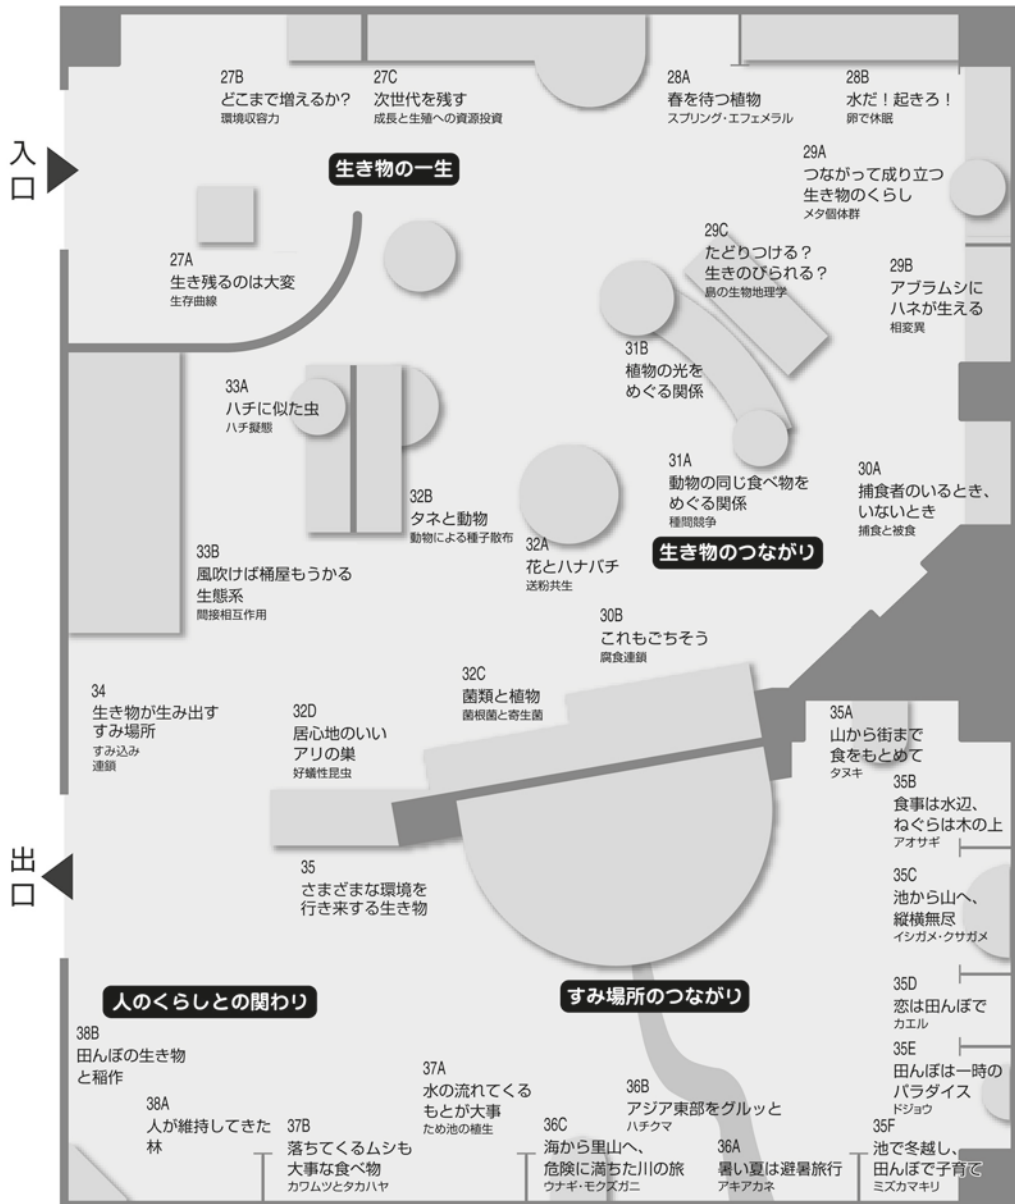 27B
どこまで増えるか?
環境収容力
27C
次世代を残す
成長と生殖への資源投資
28A
春を待つ植物
スプリング・エフェメラル
28B
水だ!起きろ!
卵で休眠
入口
生き物の一生
29A
つながって成り立つ
生き物のくらし
メタ個体群
27A
生き残るのは大変
生存曲線
29C
たどりつける?
生きのびられる?
島の生物地理学
29B
アブラムシに
ハネが生える
相変異
31B
植物の光を
めぐる関係
33A
ハチに似た虫
ハチ擬態
31A
動物の同じ食べ物を
めぐる関係
種間競争
30A
捕食者のいるとき、
いないとき
捕食と被食
32B
タネと動物
動物による種子散布
32A
花とハナバチ
送粉共生
生き物のつながり
33B
風吹けば桶屋もうかる
生態系
間接相互作用
30B
これもごちそう
腐食連鎖
32C
菌類と植物
菌根菌と寄生菌
34
生き物が生み出す
すみ場所
すみ込み
連鎖
32D
居心地のいい
アリの巣
好蟻性昆虫
35A
山から街まで
食をもとめて
タヌキ
35B
食事は水辺、
ねぐらは木の上
アオサギ
出口
35
さまざまな環境を
行き来する生き物
35C
池から山へ、
縦横無尽
イシガメ・クサガメ
人のくらしとの関わり
すみ場所のつながり
35D
恋は田んぼで
カエル
38B
田んぼの生き物
と稲作
35E
田んぼは一時の
パラダイス
ドジョウ
37A
水の流れてくる
もとが大事
ため池の植生
36B
アジア東部をグルッと
ハチクマ
38A
人が維持してきた
林
37B
落ちてくるムシも
大事な食べ物
カワムツとタカハヤ
36C
海から里山へ、
危険に満ちた川の旅
ウナギ・モクズガニ
36A
暑い夏は避暑旅行
アキアカネ
35F
池で冬越し、
田んぼで子育て
ミズカマキリ